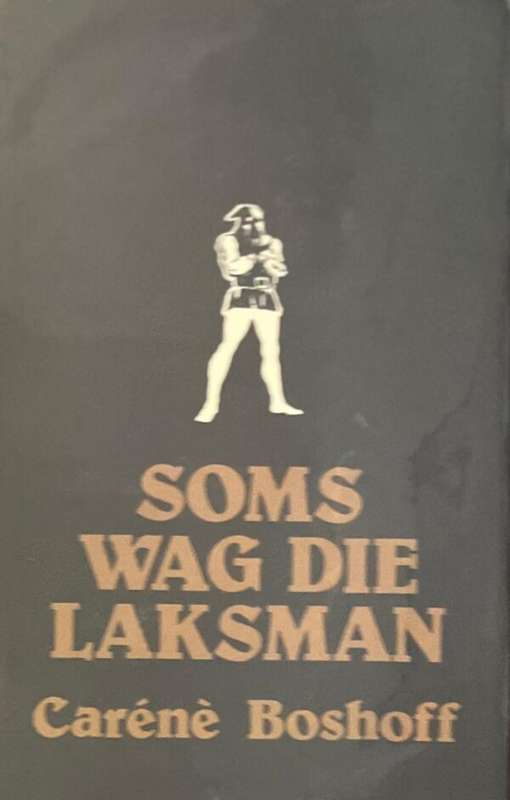 SOMS
WAG DIE
LAKSMAN
Carénè Boshoff